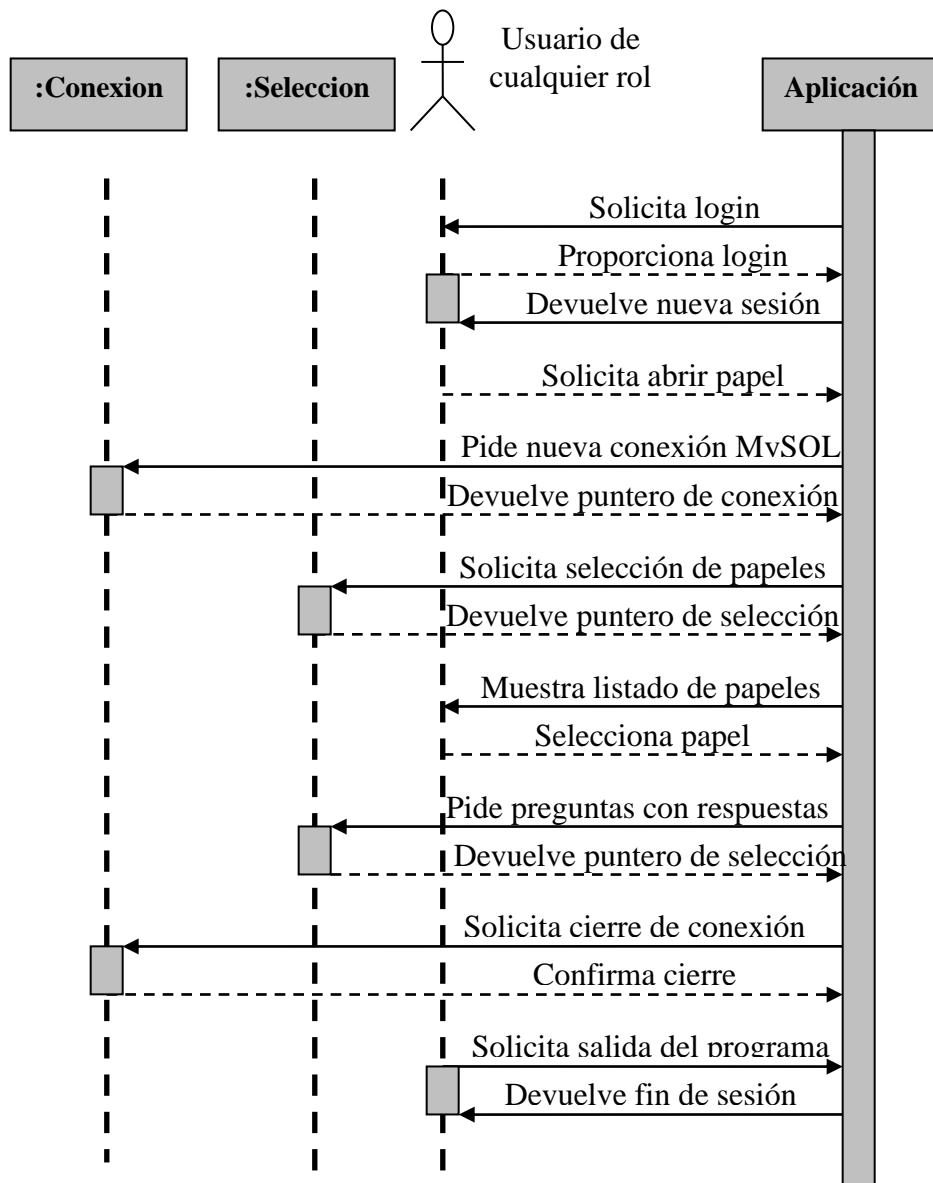 Usuario de
cualquier rol
:Conexion
:Seleccion
Aplicación
Solicita login
Proporciona login
Devuelve nueva sesión
Solicita abrir papel
Pide nueva conexión MySQL
Devuelve puntero de conexión
Solicita selección de papeles
Devuelve puntero de selección
Muestra listado de papeles
Selecciona papel
Pide preguntas con respuestas
Devuelve puntero de selección
Solicita cierre de conexión
Confirma cierre
Solicita salida del programa
Devuelve fin de sesión